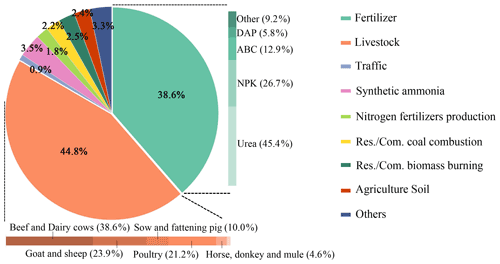 2.4%
2.2%
3.3%
2.5%
3.5%
1.8%
0.9%
38.6%
44.8%
Other (9.2%)
DAP (5.8%)
ABC (12.9%)
NPK (26.7%)
Urea (45.4%)
Fertilizer
Livestock
Traffic
Synthetic ammonia
Nitrogen fertilizers production
Res./Com. coal combustion
Res./Com. biomass burning
Agriculture Soil
Others
Beef and Dairy cows (38.6%) Sow and fattening pig (10.0%)
Goat and sheep (23.9%) Poultry (21.2%) Horse, donkey and mule (4.6%)